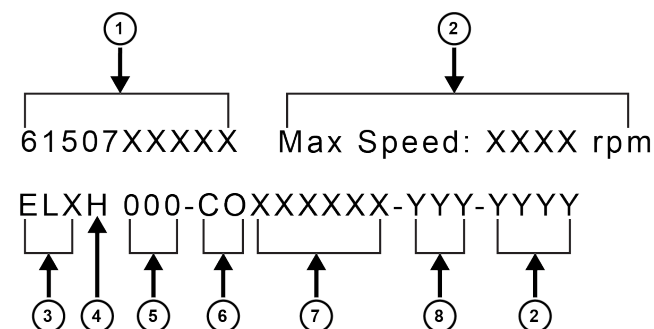 1 2
61507XXXXX Max Speed: XXXX rpm
ELXH 000-COXXXXXX-YYY-YYYY
3 4 5 6 7 8 2